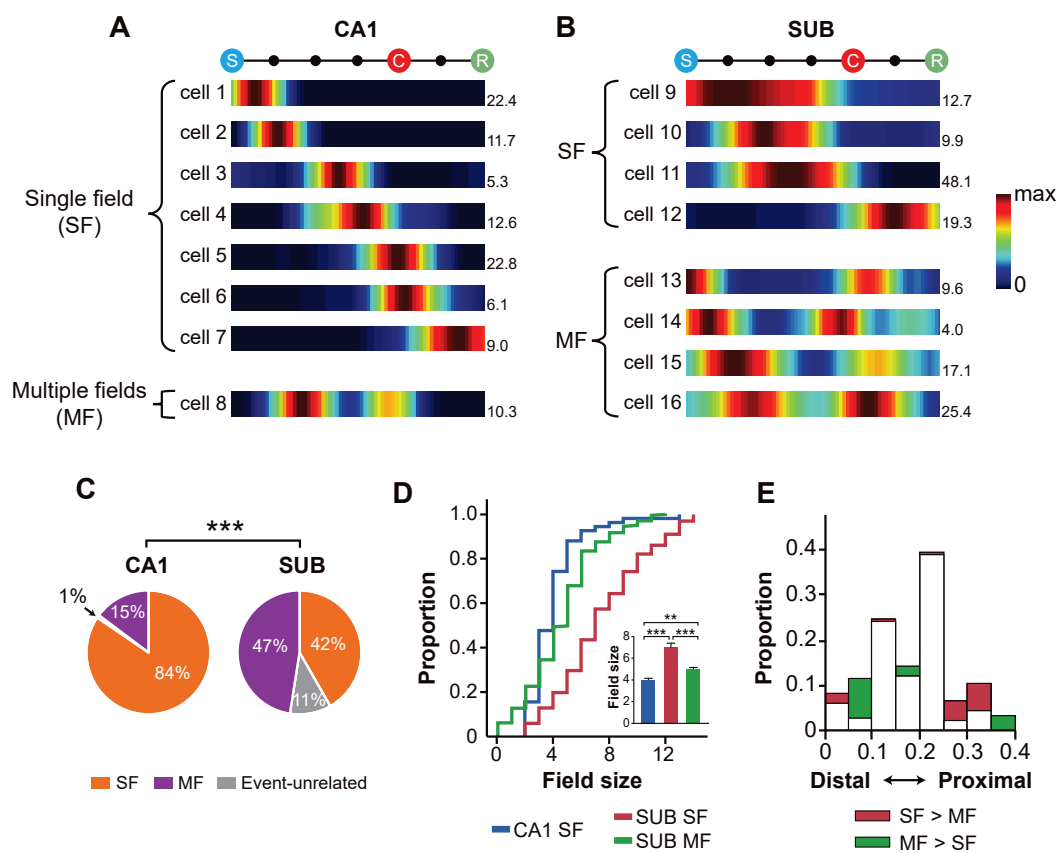 A
CA1
S
C
R
Single field
(SF)
cell 1
22.4
cell 2
11.7
cell 3
5.3
cell 4
12.6
cell 5
22.8
cell 6
6.1
cell 7
9.0
Multiple fields
(MF)
cell 8
10.3
B
SUB
S
C
R
SF
cell 9
12.7
cell 10
9.9
cell 11
48.1
cell 12
19.3
MF
cell 13
9.6
cell 14
4.0
cell 15
17.1
cell 16
25.4
max
0
C
***
CA1
SUB
1%
15%
84%
47%
42%
11%
SF
MF
Event-unrelated
D
Proportion
1.0
0.8
0.6
0.4
0.2
0
0
4
8
12
Field size
Field size
8
6
4
2
0
**
***
***
CA1 SF
SUB SF
SUB MF
E
Proportion
0.4
0.3
0.2
0.1
0
0
0.1
0.2
0.3
0.4
Distal
Proximal
SF > MF
MF > SF